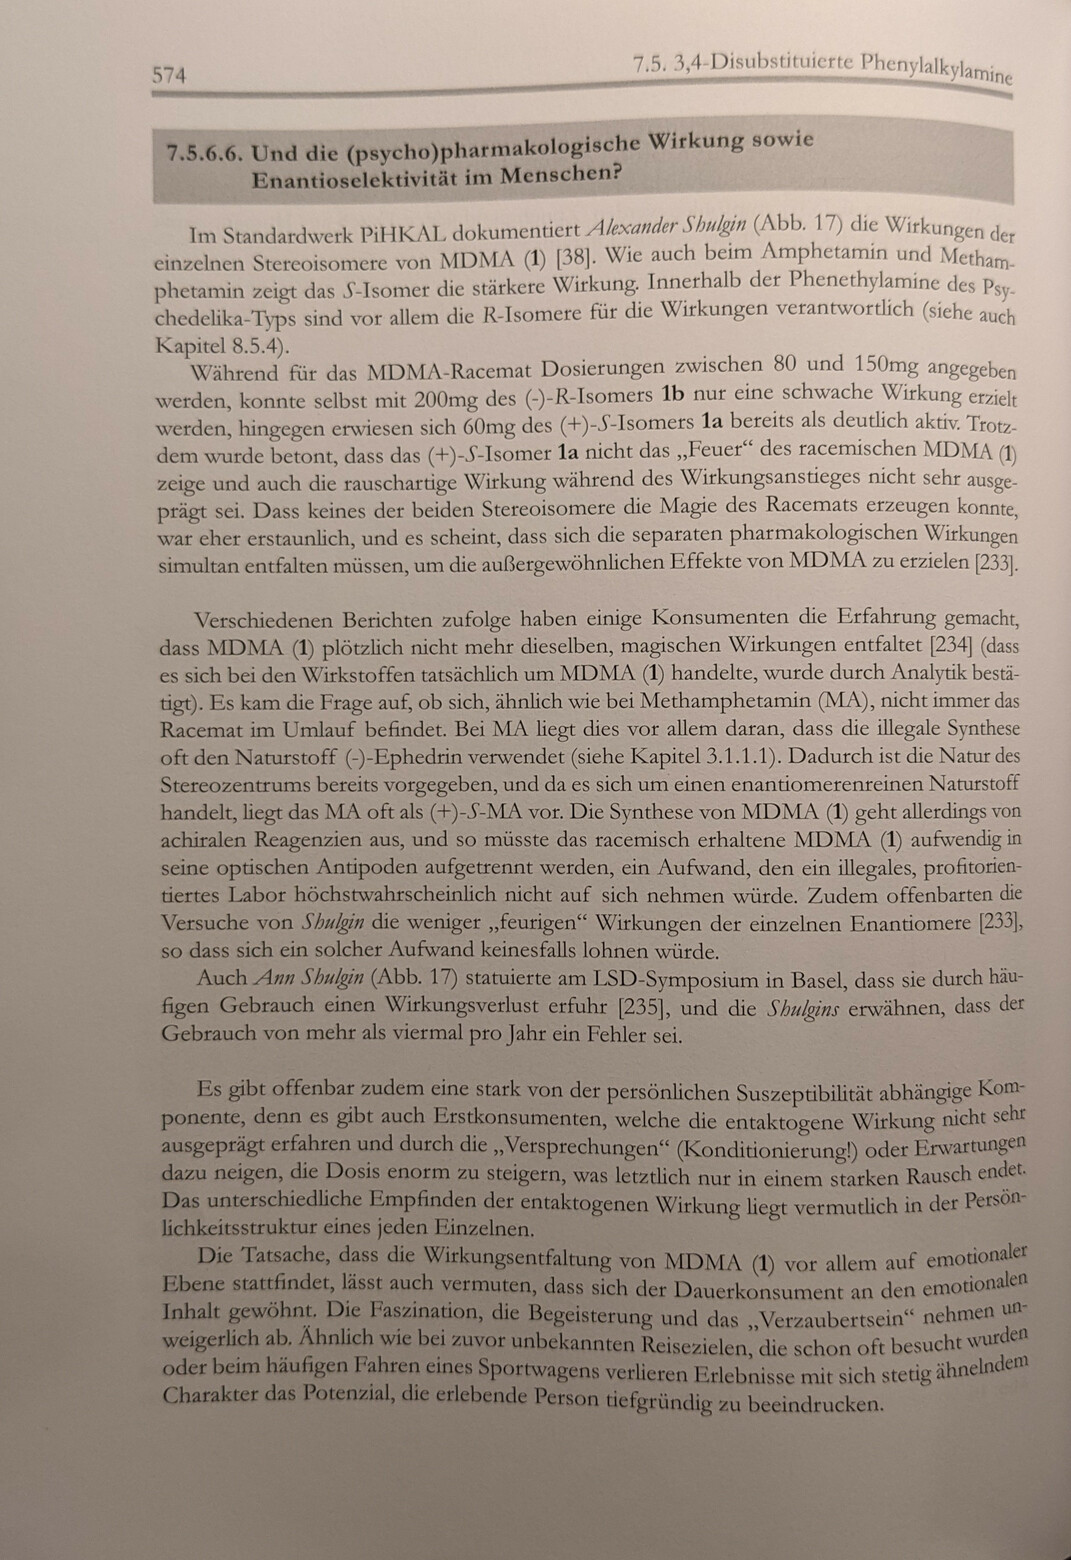 574
7.5. 3,4-Disubstituierte Phenylalkylamine
7.5.6.6. Und die (psycho)pharmakologische Wirkung sowie
Enantioselektivität im Menschen?
Im Standardwerk PiHKAL dokumentiert Alexander Shulgin (Abb. 17) die Wirkungen der
einzelnen Stereoisomere von MDMA (1) [38]. Wie auch beim Amphetamin und Metham-
phetamin zeigt das S-Isomer die stärkere Wirkung. Innerhalb der Phenethylamine des Psy-
chedelika-Typs sind vor allem die R-Isomere für die Wirkungen verantwortlich (siehe auch
Kapitel 8.5.4).
Während für das MDMA-Racemat Dosierungen zwischen 80 und 150mg angegeben
werden, konnte selbst mit 200mg des (-)-R-Isomers 1b nur eine schwache Wirkung erzielt
werden, hingegen erwiesen sich 60mg des (+)-S-Isomers 1a bereits als deutlich aktiv. Trotz-
dem wurde betont, dass das (+)-S-Isomer 1a nicht das „Feuer“ des racemischen MDMA (1)
zeige und auch die rauschartige Wirkung während des Wirkungsanstieges nicht sehr ausge-
prägt sei. Dass keines der beiden Stereoisomere die Magie des Racemats erzeugen konnte,
war eher erstaunlich, und es scheint, dass sich die separaten pharmakologischen Wirkungen
simultan entfalten müssen, um die außergewöhnlichen Effekte von MDMA zu erzielen [233].
Verschiedenen Berichten zufolge haben einige Konsumenten die Erfahrung gemacht,
dass MDMA (1) plötzlich nicht mehr dieselben, magischen Wirkungen entfaltet [234] (dass
es sich bei den Wirkstoffen tatsächlich um MDMA (1) handelte, wurde durch Analytik bestä-
tigt). Es kam die Frage auf, ob sich, ähnlich wie bei Methamphetamin (MA), nicht immer das
Racemat im Umlauf befindet. Bei MA liegt dies vor allem daran, dass die illegale Synthese
oft den Naturstoff (-)-Ephedrin verwendet (siehe Kapitel 3.1.1.1). Dadurch ist die Natur des
Stereozentrums bereits vorgegeben, und da es sich um einen enantiomerenreinen Naturstoff
handelt, liegt das MA oft als (+)-S-MA vor. Die Synthese von MDMA (1) geht allerdings von
achiralen Reagenzien aus, und so müsste das racemisch erhaltene MDMA (1) aufwendig in
seine optischen Antipoden aufgetrennt werden, ein Aufwand, den ein illegales, profitorien-
tiertes Labor höchstwahrscheinlich nicht auf sich nehmen würde. Zudem offenbarten die
Versuche von Shulgin die weniger „feurigen“ Wirkungen der einzelnen Enantiomere [233],
so dass sich ein solcher Aufwand keinesfalls lohnen würde.
Auch Ann Shulgin (Abb. 17) statuierte am LSD-Symposium in Basel, dass sie durch häu-
figen Gebrauch einen Wirkungsverlust erfuhr [235], und die Shulgins erwähnen, dass der
Gebrauch von mehr als viermal pro Jahr ein Fehler sei.
Es gibt offenbar zudem eine stark von der persönlichen Suszeptibilität abhängige Kom-
ponente, denn es gibt auch Erstkonsumenten, welche die entaktogene Wirkung nicht sehr
ausgeprägt erfahren und durch die „Versprechungen“ (Konditionierung!) oder Erwartungen
dazu neigen, die Dosis enorm zu steigern, was letztlich nur in einem starken Rausch endet.
Das unterschiedliche Empfinden der entaktogenen Wirkung liegt vermutlich in der Persön-
lichkeitsstruktur eines jeden Einzelnen.
Die Tatsache, dass die Wirkungsentfaltung von MDMA (1) vor allem auf emotionaler
Ebene stattfindet, lässt auch vermuten, dass sich der Dauerkonsument an den emotionalen
Inhalt gewöhnt. Die Faszination, die Begeisterung und das „Verzaubertsein“ nehmen un-
weigerlich ab. Ähnlich wie bei zuvor unbekannten Reisezielen, die schon oft besucht wurden
oder beim häufigen Fahren eines Sportwagens verlieren Erlebnisse mit sich stetig ähnelndem
Charakter das Potenzial, die erlebende Person tiefgründig zu beeindrucken.